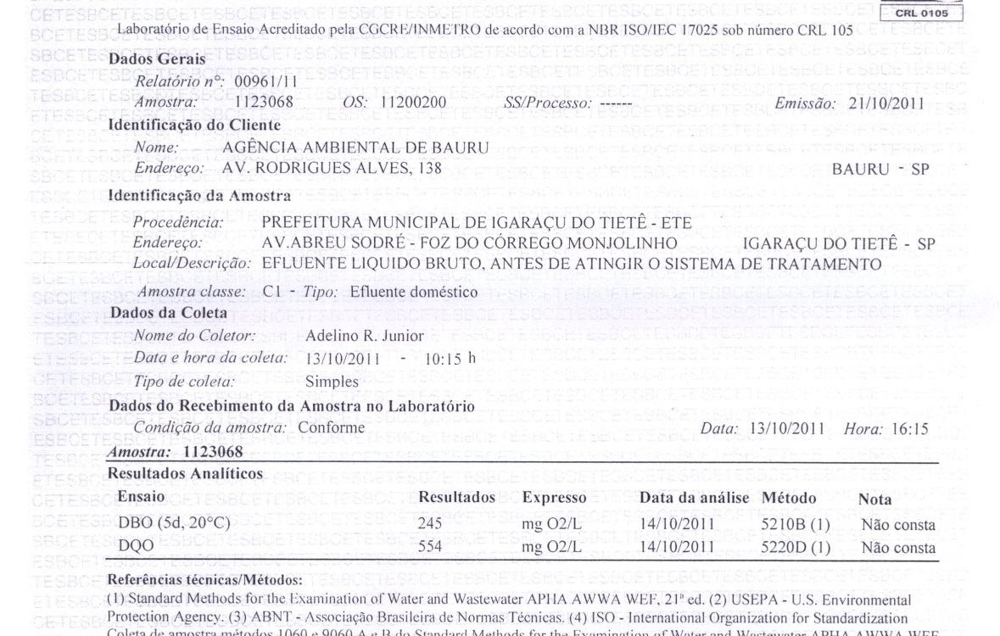 CRL 0105
Laboratório de Ensaio Acreditado pela CGCRE/INMETRO de acordo com a NBR ISO/IEC 17025 sob número CRL 105
Dados Gerais
Relatório nº: 00961/11
Amostra: 1123068 OS: 11200200 SS/Processo: ------ Emissão: 21/10/2011
Identificação do Cliente
Nome: AGÊNCIA AMBIENTAL DE BAURU
Endereço: AV. RODRIGUES ALVES, 138 BAURU - SP
Identificação da Amostra
Procedência: PREFEITURA MUNICIPAL DE IGARAÇU DO TIETÊ - ETE
Endereço: AV.ABREU SODRÉ - FOZ DO CÓRREGO MONJOLINHO IGARAÇU DO TIETÊ - SP
Local/Descrição: EFLUENTE LIQUIDO BRUTO, ANTES DE ATINGIR O SISTEMA DE TRATAMENTO
Amostra classe: C1 - Tipo: Efluente doméstico
Dados da Coleta
Nome do Coletor: Adelino R. Junior
Data e hora da coleta: 13/10/2011 - 10:15 h
Tipo de coleta: Simples
Dados do Recebimento da Amostra no Laboratório
Condição da amostra. Conforme Data: 13/10/2011 Hora: 16:15
Amostra: 1123068
Resultados Analíticos
Ensaio Resultados Expresso Data da análise Método Nota
DBO (5d, 20°C) 245 mg O2/L 14/10/2011 5210B (1) Não consta
DQO 554 mg O2/L 14/10/2011 5220D (1) Não consta
Referências técnicas/Métodos:
(1) Standard Methods for the Examination of Water and Wastewater APHA AWWA WEF, 21ª ed. (2) USEPA - U.S. Environmental
Protection Agency. (3) ABNT - Associação Brasileira de Normas Técnicas. (4) ISO - International Organization for Standardization
Coleta de amostra métodos 1060 e 9060 A e B do Standard Methods for the Examination of Water and Wastewater APHA AWWA WEF